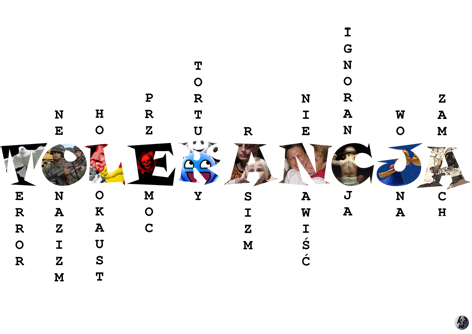 TOLERANCJA
TERROR
NEONAZIZM
HOLOKAUST
PRZEMOC
TORTURY
RASIZM
NIENAWIŚĆ
IGNORANCJA
WOJNA
ZAMACH